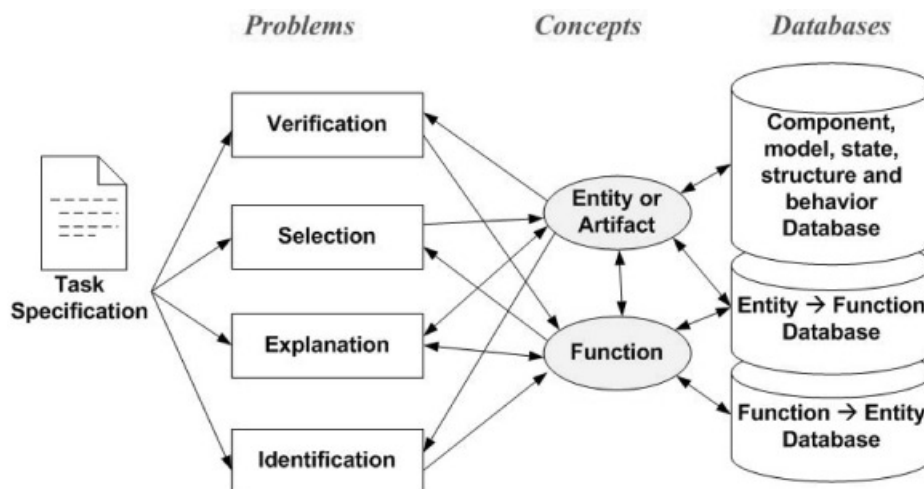 Problems Concepts Databases
Verification
Selection
Explanation
Identification
Task
Specification
Entity or
Artifact
Function
Component,
model, state,
structure and
behavior
Database
Entity → Function
Database
Function → Entity
Database